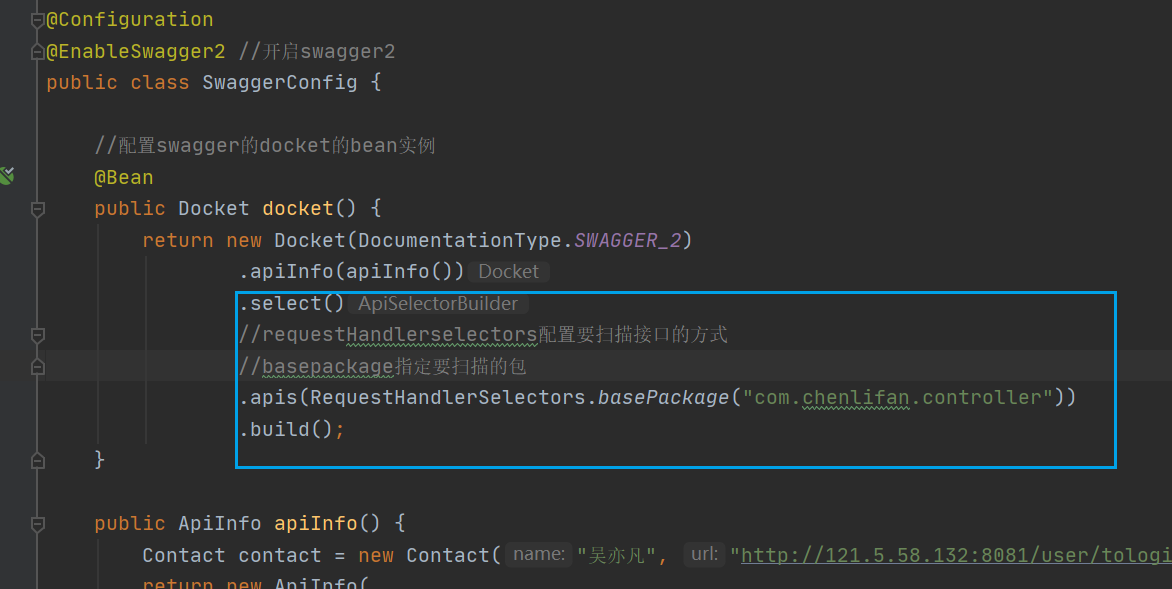 @Configuration
@EnableSwagger2 //开启swagger2
public class SwaggerConfig {
//配置swagger的docket的bean实例
@Bean
public Docket docket() {
return new Docket(DocumentationType.SWAGGER_2)
.apiInfo(apiInfo()) Docket
.select() ApiSelectorBuilder
//requestHandlerselectors配置要扫描接口的方式
//basepackage指定要扫描的包
.apis(RequestHandlerSelectors.basePackage("com.chenlifan.controller"))
.build();
}
public ApiInfo apiInfo() {
Contact contact = new Contact( name: "吴亦凡", url: "http://121.5.58.132:8081/user/tologi
return new ApiInfo(